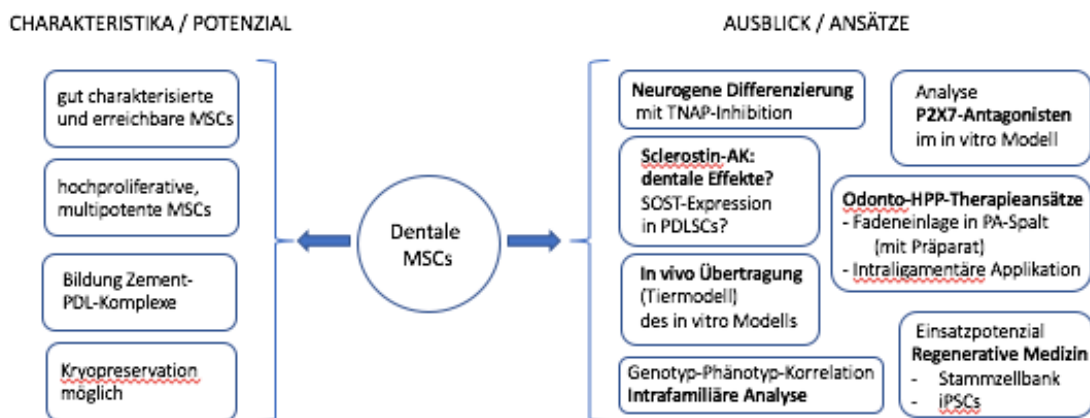 CHARAKTERISTIKA / POTENZIAL
gut charakterisierte
und erreichbare MSCs
hochproliferative,
multipotente MSCs
Bildung Zement-
PDL-Komplexe
Kryopreservation
möglich
Dentale
MSCs
AUSBLICK / ANSÄTZE
Neurogene Differenzierung
mit TNAP-Inhibition
Sclerostin-AK:
dentale Effekte?
SOST-Expression
in PDLSCs?
In vivo Übertragung
(Tiermodell)
des in vitro Modells
Genotyp-Phänotyp-Korrelation
Intrafamiliäre Analyse
Analyse
P2X7-Antagonisten
im in vitro Modell
Odonto-HPP-Therapieansätze
- Fadeneinlage in PA-Spalt
(mit Präparat)
- Intraligamentäre Applikation
Einsatzpotenzial
Regenerative Medizin
- Stammzellbank
- iPSCs